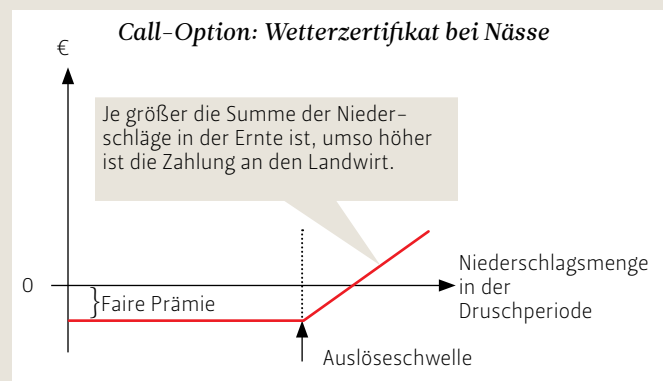 Call-Option: Wetterzertifikat bei Nässe
€
Je größer die Summe der Nieder-
schläge in der Ernte ist, umso höher
ist die Zahlung an den Landwirt.
0
}Faire Prämie
Niederschlagsmenge
in der
Druschperiode
Auslöseschwelle